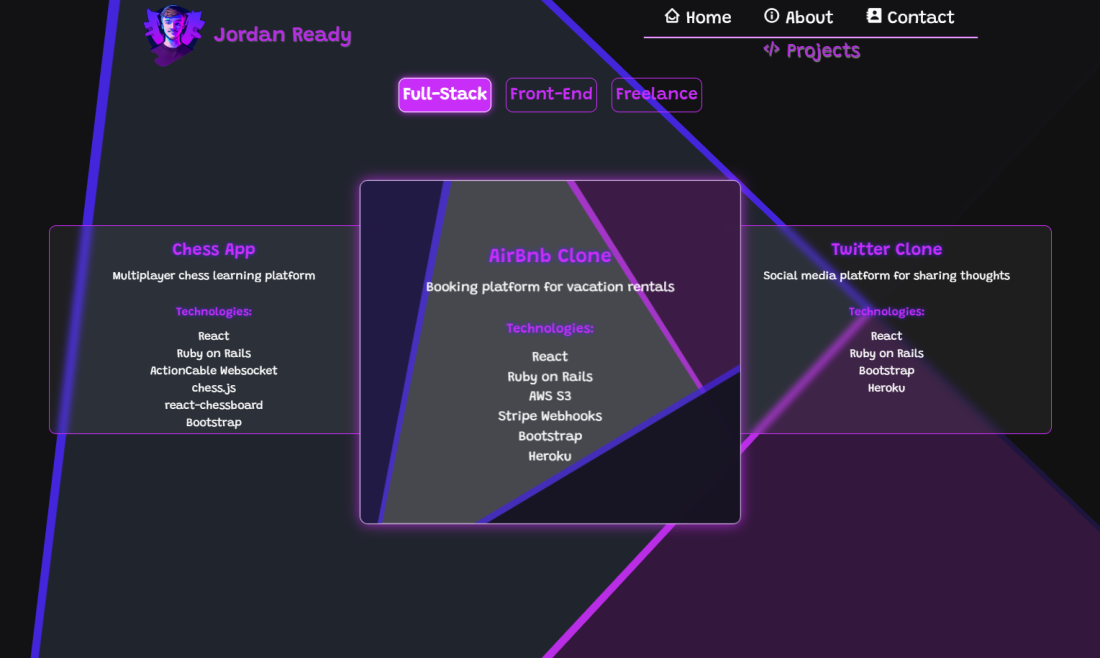 Jordan Ready
Home
About
Contact
Projects
Full-Stack
Front-End
Freelance
Chess App
Multiplayer chess learning platform
Technologies:
React
Ruby on Rails
ActionCable Websocket
chess.js
react-chessboard
Bootstrap
AirBnb Clone
Booking platform for vacation rentals
Technologies:
React
Ruby on Rails
AWS S3
Stripe Webhooks
Bootstrap
Heroku
Twitter Clone
Social media platform for sharing thoughts
Technologies:
React
Ruby on Rails
Bootstrap
Heroku